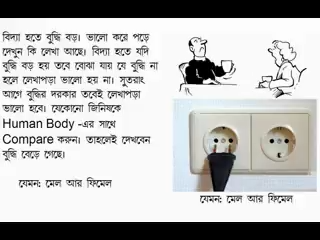 বিদ্যা হতে বুদ্ধি বড়। ভালো করে পড়ে
দেখুন কি লেখা আছে। বিদ্যা হতে যদি
বুদ্ধি বড় হয় তবে বোঝা যায় যে বুদ্ধি না
হলে লেখাপড়া ভালো হয় না। সুতরাং
আগে বুদ্ধির দরকার তবেই লেখাপড়া
ভালো হবে। যেকোনো জিনিষকে
Human Body -এর সাথে
Compare করুন। তাহলেই দেখবেন
বুদ্ধি বেড়ে গেছে।
যেমন: মেল আর ফিমেল
যেমন: মেল আর ফিমেল